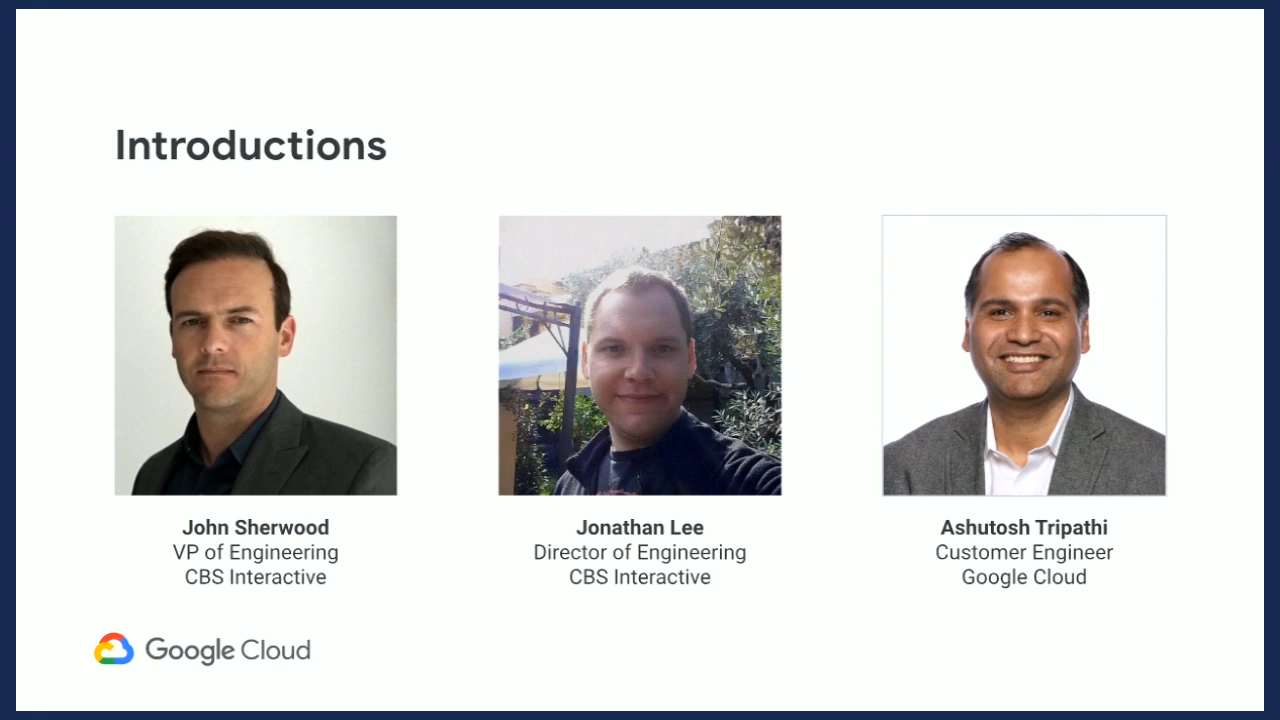 Introductions
John Sherwood
VP of Engineering
CBS Interactive
Jonathan Lee
Director of Engineering
CBS Interactive
Ashutosh Tripathi
Customer Engineer
Google Cloud
Google Cloud